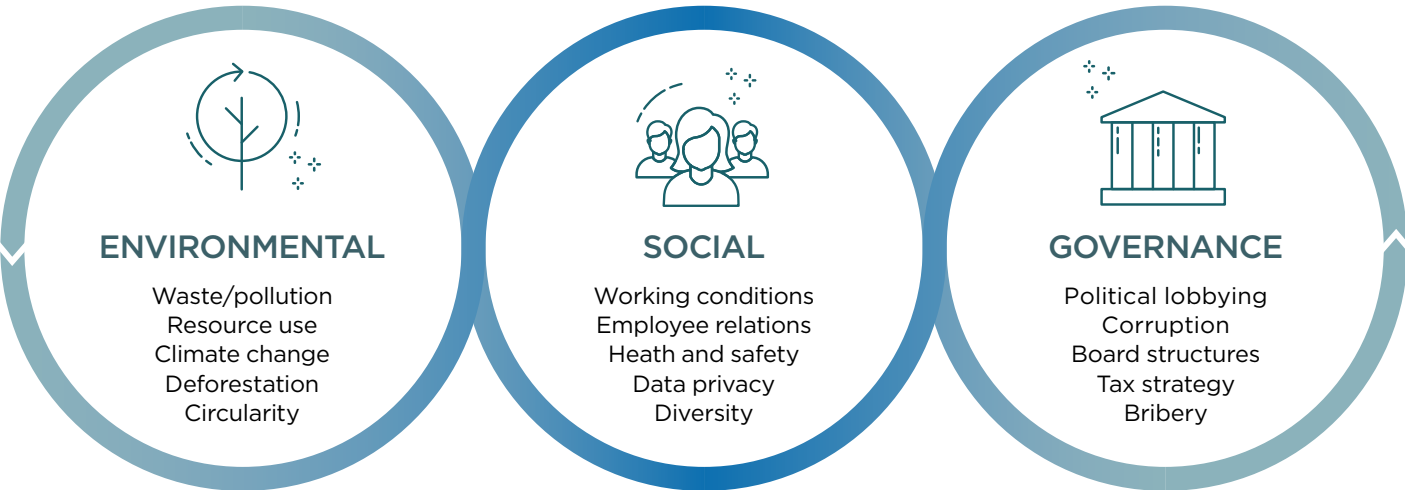 ENVIRONMENTAL
Waste/pollution
Resource use
Climate change
Deforestation
Circularity
SOCIAL
Working conditions
Employee relations
Heath and safety
Data privacy
Diversity
GOVERNANCE
Political lobbying
Corruption
Board structures
Tax strategy
Bribery